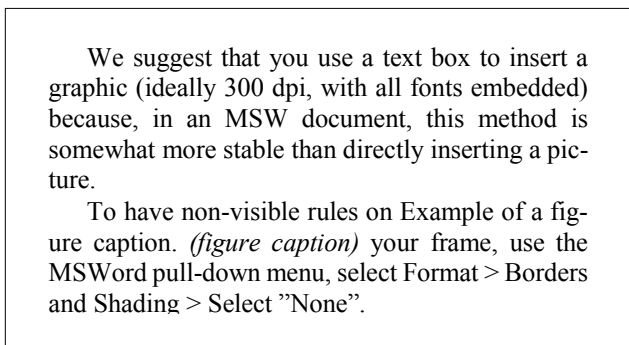 We suggest that you use a text box to insert a
graphic (ideally 300 dpi, with all fonts embedded)
because, in an MSW document, this method is
somewhat more stable than directly inserting a pic-
ture.
To have non-visible rules on Example of a fig-
ure caption. (figure caption) your frame, use the
MSWord pull-down menu, select Format > Borders
and Shading > Select ”None”.